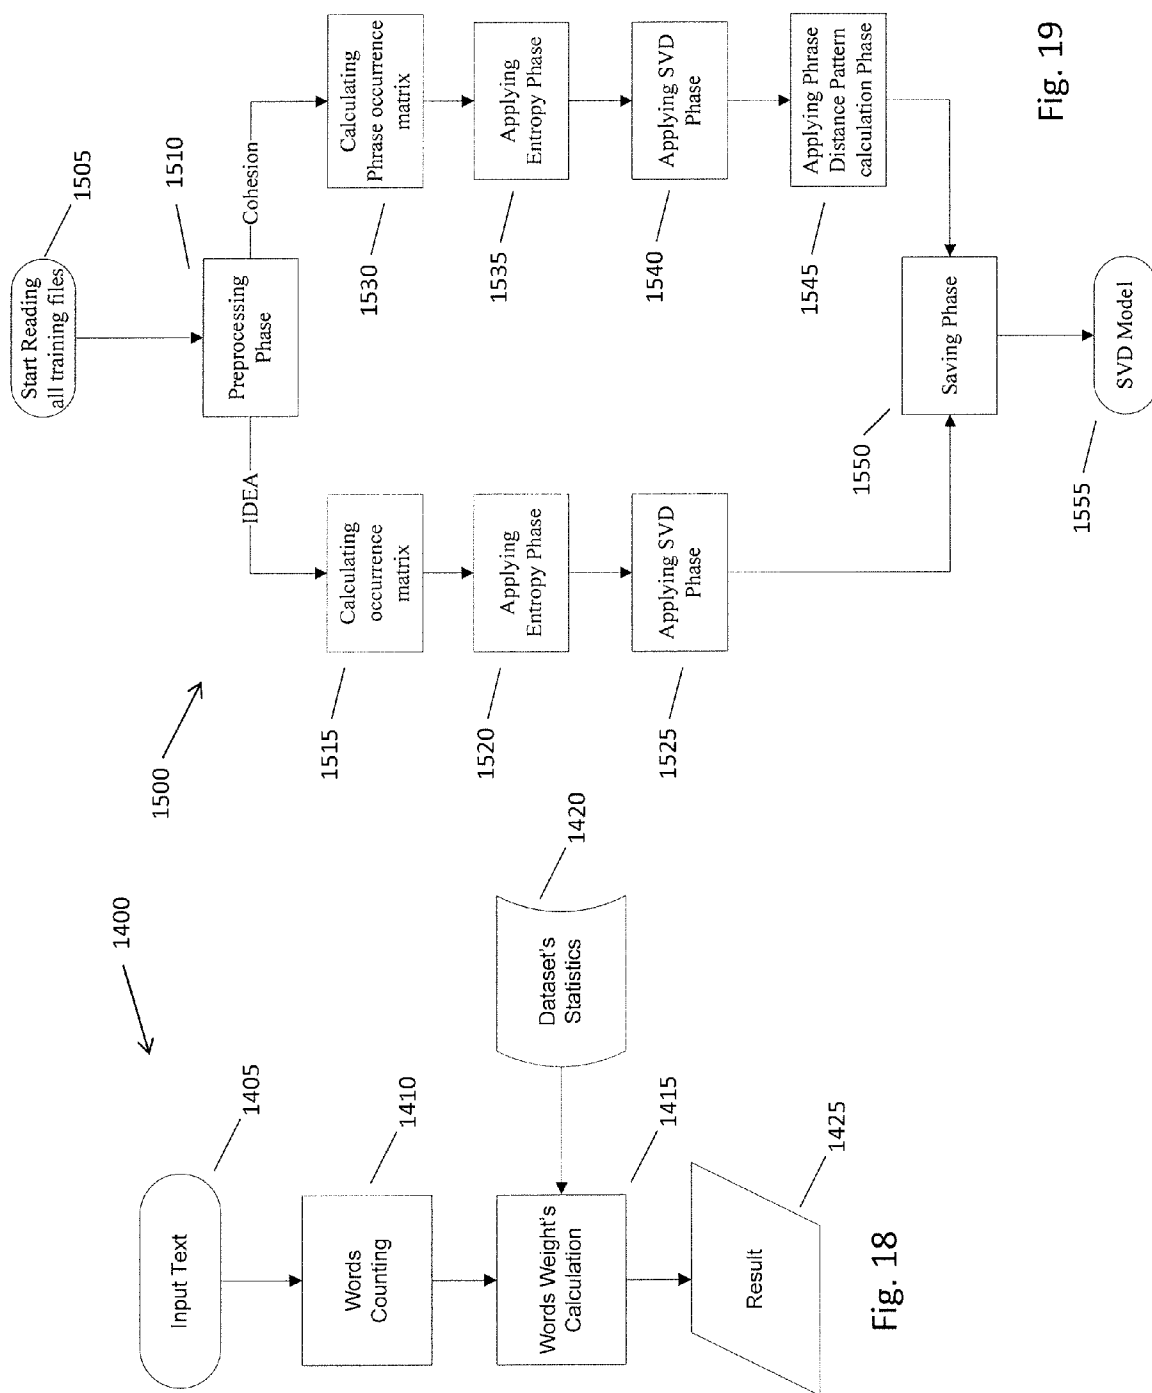 1400
Input Text
1405
Words
Counting
1410
Words Weight's
Calculation
1415
Dataset's
Statistics
1420
Result
1425
Fig. 18
1500
Start Reading
all training files
1505
Preprocessing
Phase
1510
IDEA
Cohesion
Calculating
occurrence
matrix
1515
Applying
Entropy Phase
1520
Applying SVD
Phase
1525
Calculating
Phrase occurrence
matrix
1530
Applying
Entropy Phase
1535
Applying SVD
Phase
1540
Applying Phrase
Distance Pattern
calculation Phase
1545
Saving Phase
1550
SVD Model
1555
Fig. 19